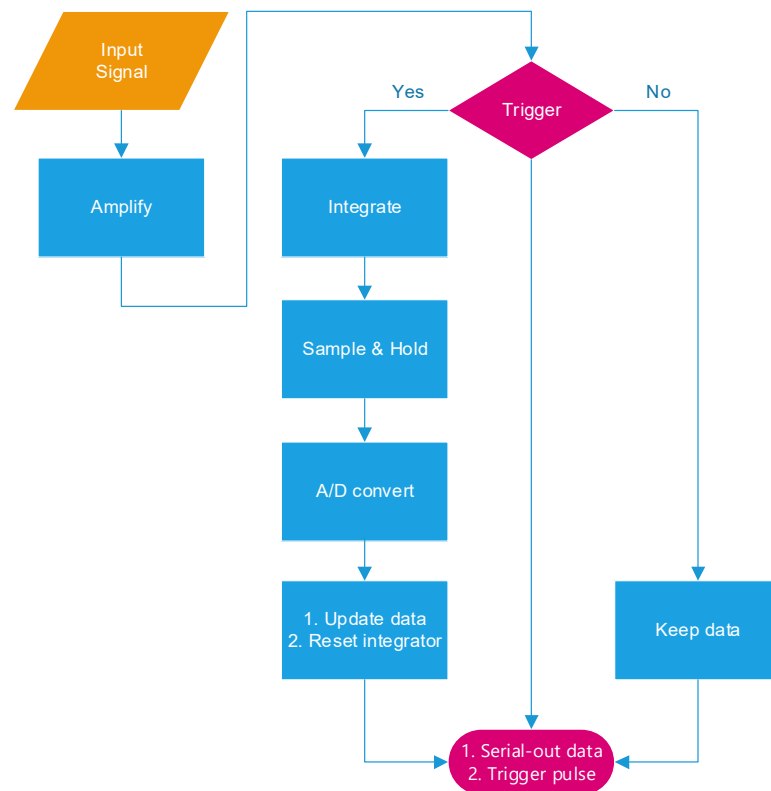 Input
Signal
Amplify
Trigger
Yes
No
Integrate
Sample & Hold
A/D convert
1. Update data
2. Reset integrator
Keep data
1. Serial-out data
2. Trigger pulse